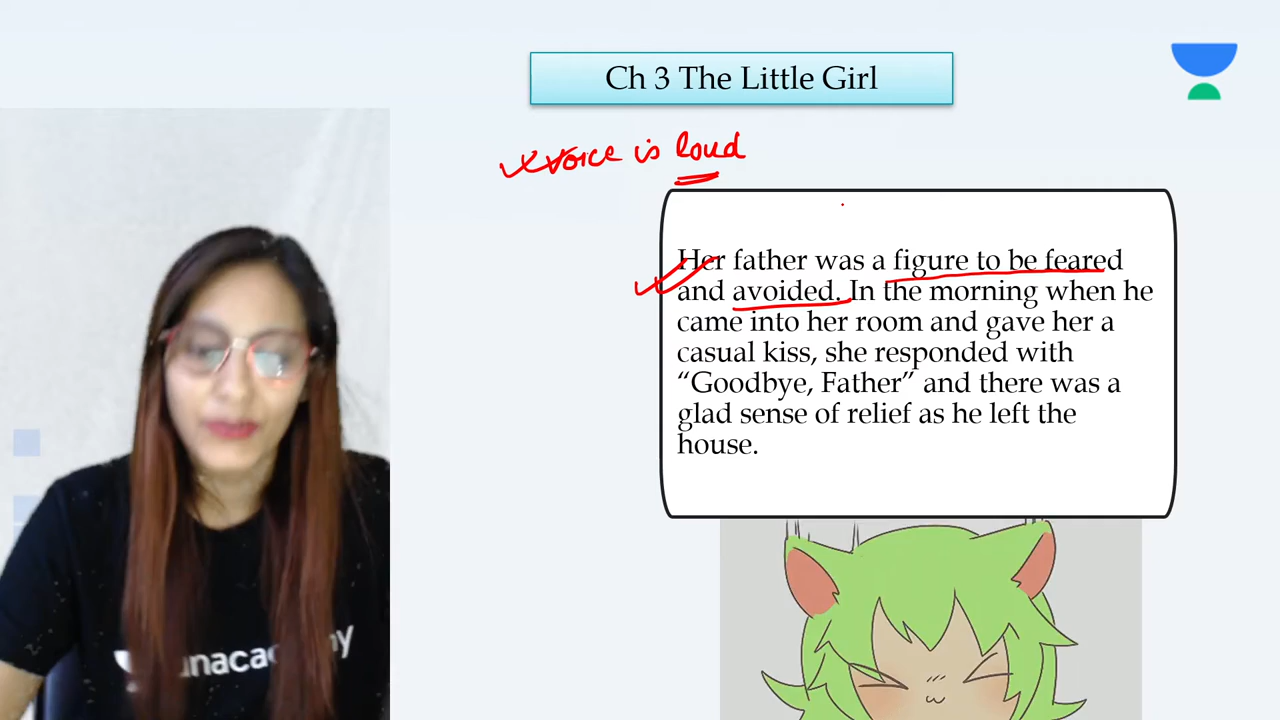 Ch 3 The Little Girl
voice is loud
Her father was a figure to be feared
and avoided. In the morning when he
came into her room and gave her a
casual kiss, she responded with
“Goodbye, Father” and there was a
glad sense of relief as he left the
house.